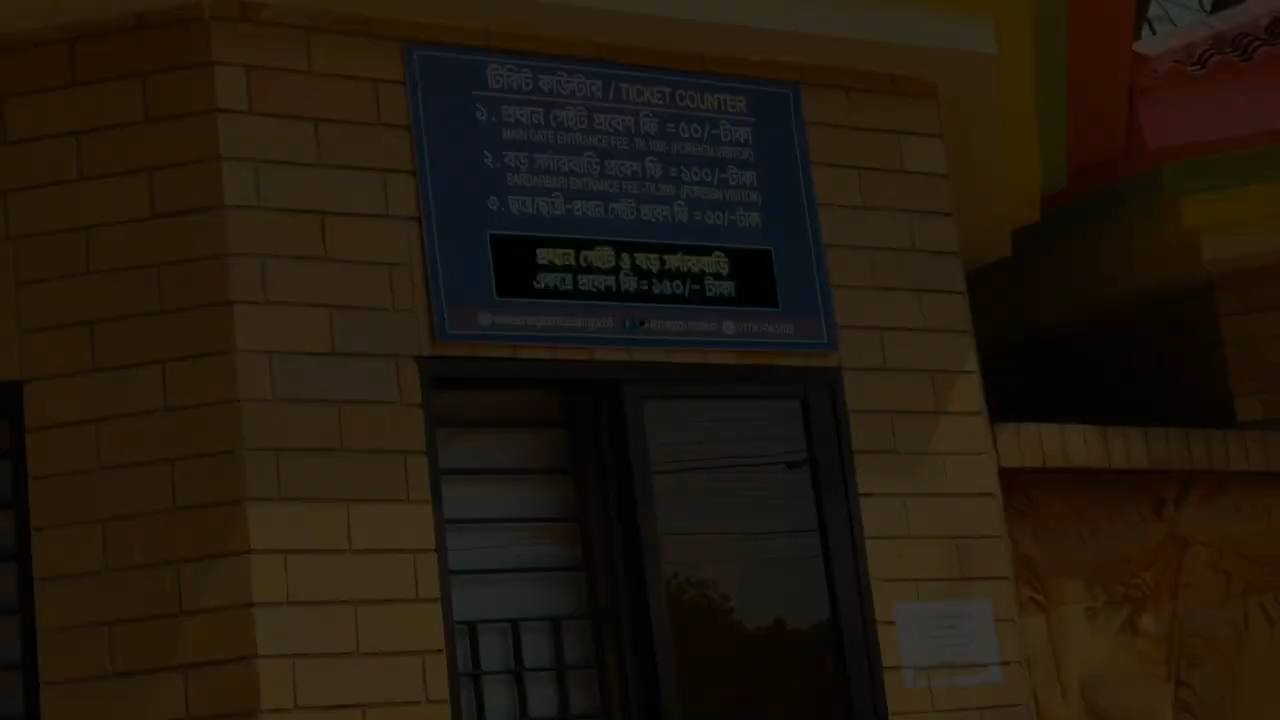 টিকিট কাউন্টার / TICKET COUNTER
১. প্রধান গেইট প্রবেশ ফি = ৫০/-টাকা
MAIN GATE ENTRANCE FEE -TK. 100/- (FOREIGN VISITOR)
২. বড় সর্দারবাড়ি প্রবেশ ফি = ১০০/-টাকা
SARDARBARI ENTRANCE FEE -TK. (FOREIGN VISITOR)
৩. ছাত্র/ছাত্রী-প্রধান গেইট প্রবেশ ফি = ৩০/-টাকা
প্রধান গেইট ও বড় সর্দারবাড়ি
একত্রে প্রবেশ ফি = ১৫০/- টাকা